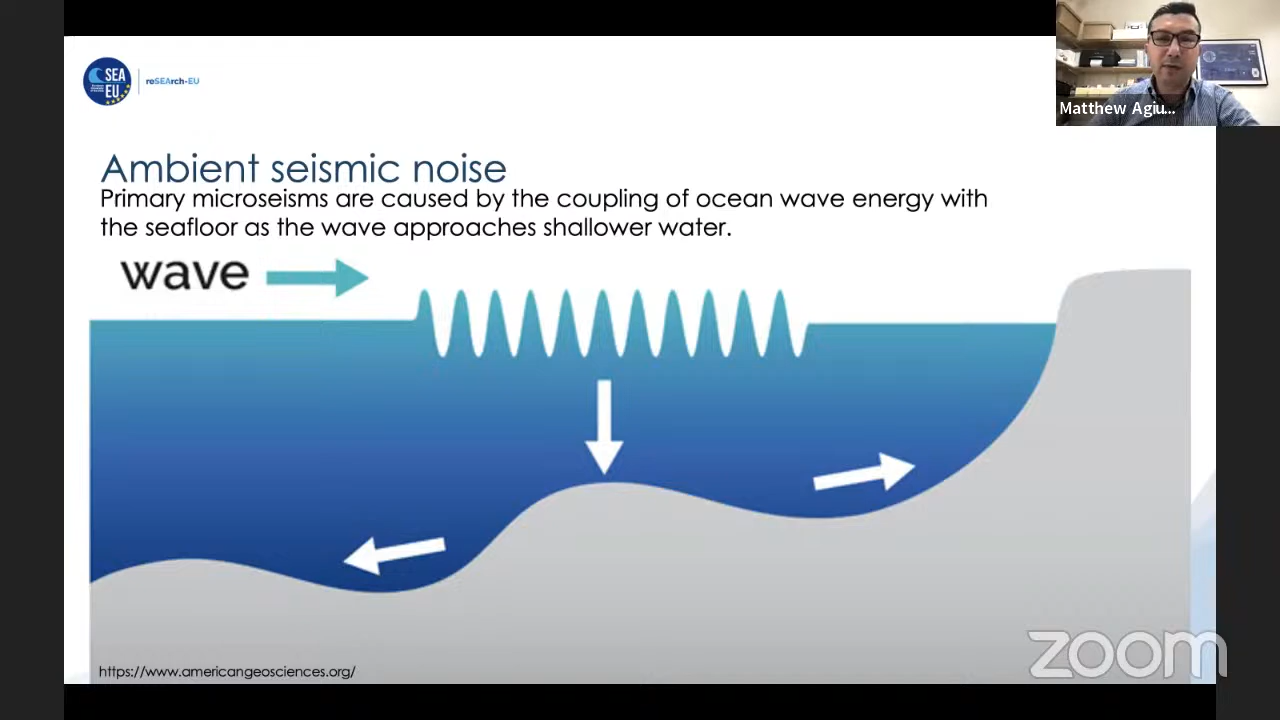 SEA
EU
reSEArch-EU
Matthew Agiu...
Ambient seismic noise
Primary microseisms are caused by the coupling of ocean wave energy with
the seafloor as the wave approaches shallower water.
wave
https://www.americangeosciences.org/
zoom